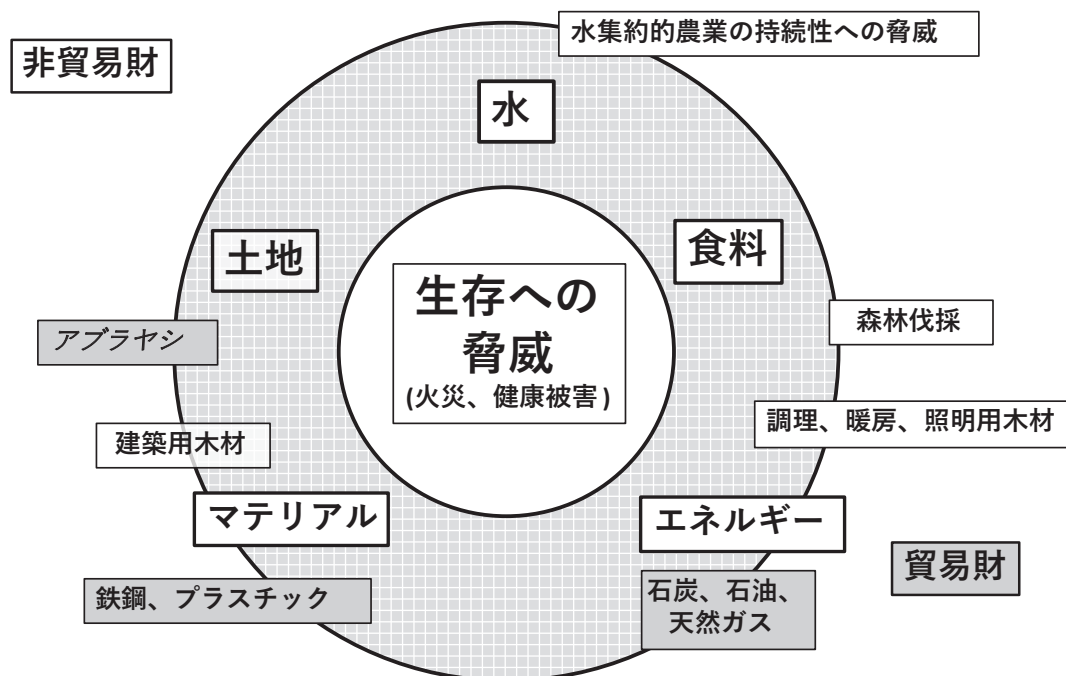 水集約的農業の持続性への脅威
非貿易財
水
土地
食料
生存への
脅威
(火災、健康被害)
アブラヤシ
森林伐採
建築用木材
調理、暖房、照明用木材
マテリアル
エネルギー
貿易財
鉄鋼、プラスチック
石炭、石油、
天然ガス